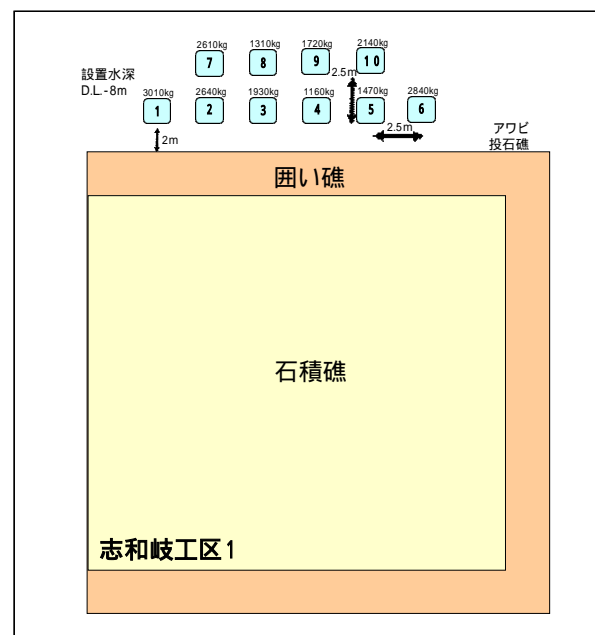 2610kg 1310kg 1720kg 2140kg
7 8 9 10
設置水深
D.L.-8m
2.5m
3010kg 2640kg 1930kg 1160kg 1470kg 2840kg
1 2 3 4 5 6
2m
2.5m
アワビ
投石礁
囲い礁
石積礁
志和岐工区1